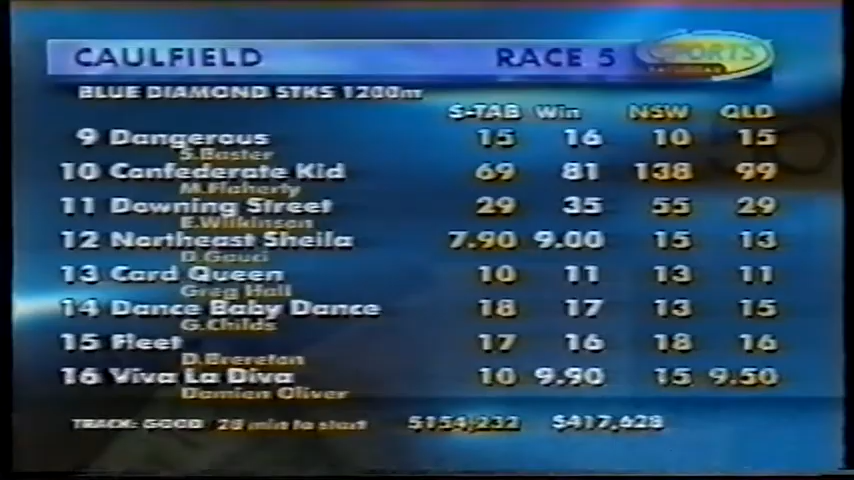 CAULFIELD RACE 5 SPORTS SATURDAY
BLUE DIAMOND STKS 1200m
S-TAB Win NSW QLD
9 Dangerous 15 16 10 15
S.Baster
10 Confederate Kid 69 81 138 99
M.Flaherty
11 Downing Street 29 35 55 29
E.Wilkinson
12 Northeast Sheila 7.90 9.00 15 13
D.Gauci
13 Card Queen 10 11 13 11
Greg Hall
14 Dance Baby Dance 18 17 13 15
G.Childs
15 Fleet 17 16 18 16
D.Brereton
16 Viva La Diva 10 9.90 15 9.50
Damien Oliver
TRACK: GOOD 28 min to start $154,232 $417,628